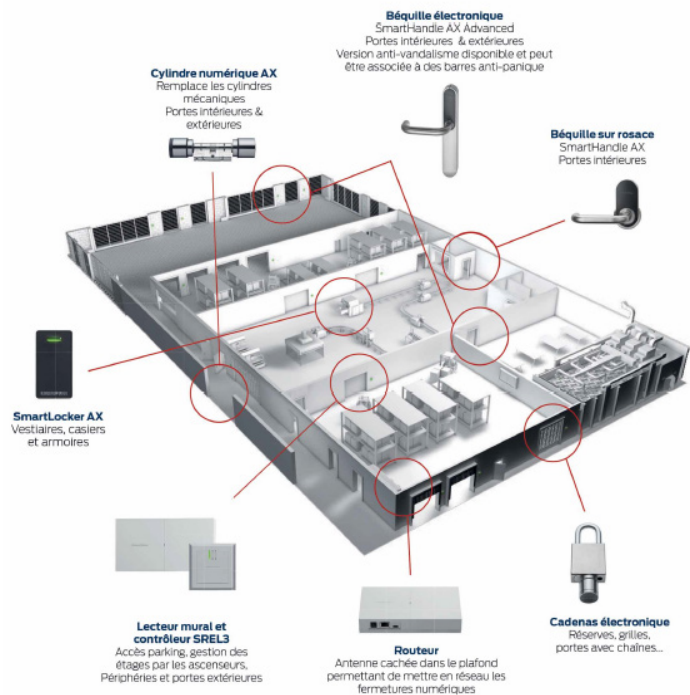 Béquille électronique
SmartHandle AX Advanced
Portes intérieures & extérieures
Version anti-vandalisme disponible et peut
être associée à des barres anti-panique
Cylindre numérique AX
Remplace les cylindres
mécaniques
Portes intérieures &
extérieures
Béquille sur rosace
SmartHandle AX
Portes intérieures
SmartLocker AX
Vestiaires, casiers
et armoires
Lecteur mural et
contrôleur SREL3
Accès parking, gestion des
étages par les ascenseurs,
Périphéries et portes extérieures
Routeur
Antenne cachée dans le plafond
permettant de mettre en réseau les
fermetures numériques
Cadenas électronique
Réserves, grilles,
portes avec chaînes...